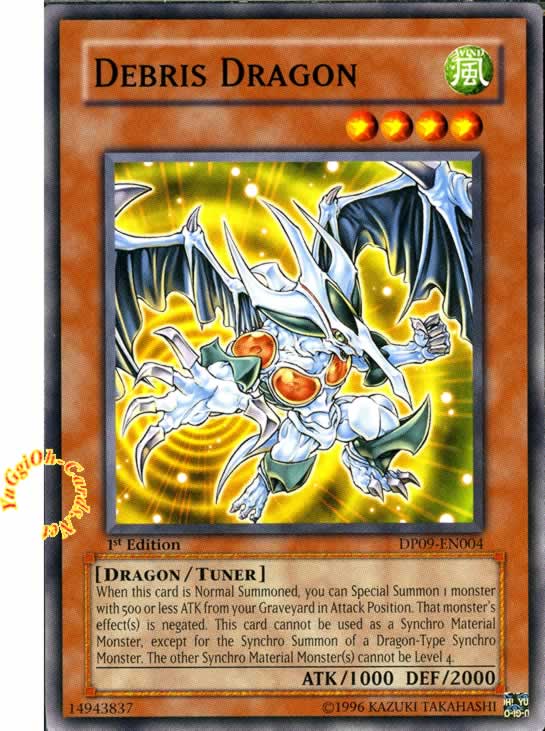 DEBRIS DRAGON
WIND
風
YuGgiOh-Cards.Net
1st Edition
DP09-EN004
[DRAGON/TUNER]
When this card is Normal Summoned, you can Special Summon 1 monster
with 500 or less ATK from your Graveyard in Attack Position. That monster's
effect(s) is negated. This card cannot be used as a Synchro Material
Monster, except for the Synchro Summon of a Dragon-Type Synchro
Monster. The other Synchro Material Monster(s) cannot be Level 4.
ATK/1000 DEF/2000
14943837
©1996 KAZUKI TAKAHASHI